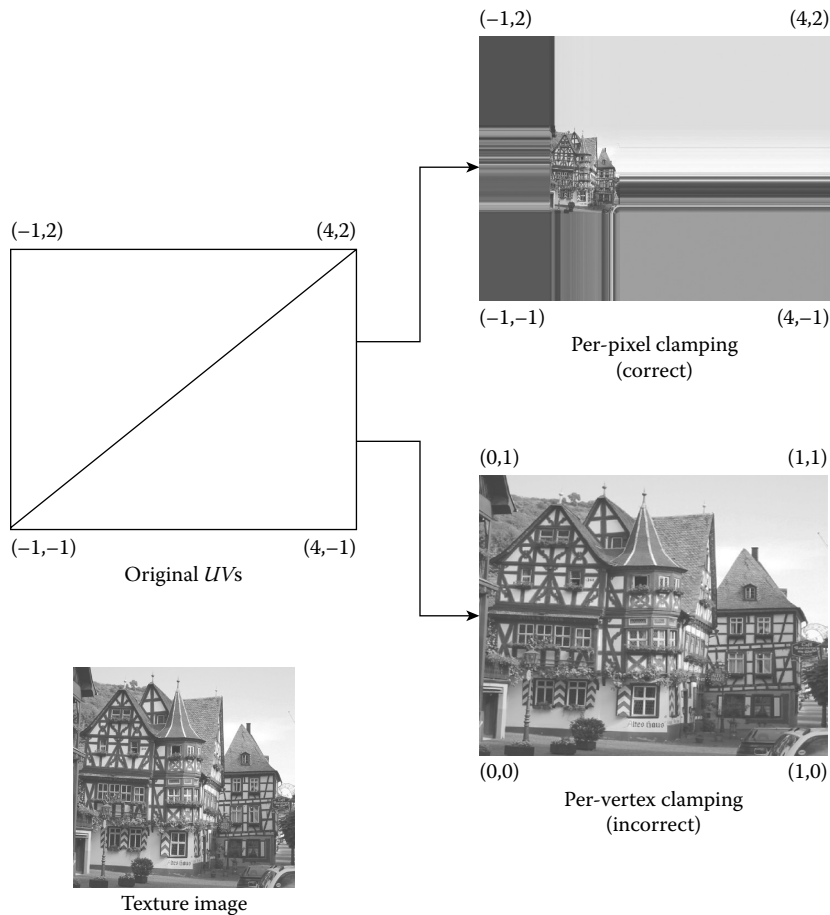 (–1,2) (4,2)
(–1,2) (4,2)
(–1,–1) (4,–1)
Per-pixel clamping
(correct)
(–1,–1) (4,–1)
Original UVs
(0,1) (1,1)
(0,0) (1,0)
Per-vertex clamping
(incorrect)
Texture image